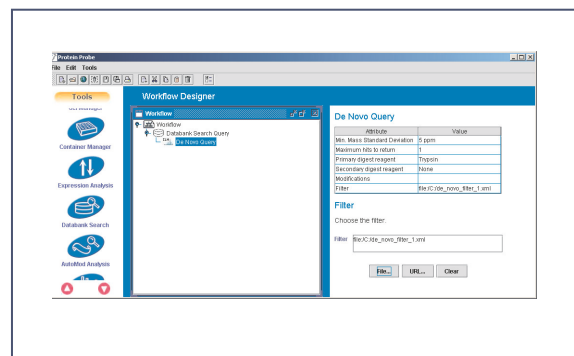 Protein Probe
File Edit Tools
Tools
Workflow Designer
Container Manager
Expression Analysis
Databank Search
AutoMod Analysis
Workflow
Workflow
Databank Search Query
De Novo Query
De Novo Query
Attribute Value
Min. Mass Standard Deviation 5 ppm
Maximum hits to return 1
Primary digest reagent Trypsin
Secondary digest reagent None
Modifications
Filter file:/C:/de_novo_filter_1.xml
Filter
Choose the filter.
Filter file:/C:/de_novo_filter_1.xml
File... URL... Clear